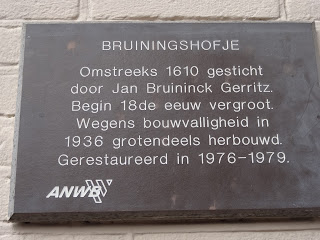 BRUININGSHOFJE
Omstreeks 1610 gesticht
door Jan Bruininck Gerritz.
Begin 18de eeuw vergroot.
Wegens bouwvalligheid in
1936 grotendeels herbouwd.
Gerestaureerd in 1976-1979.
ANWB